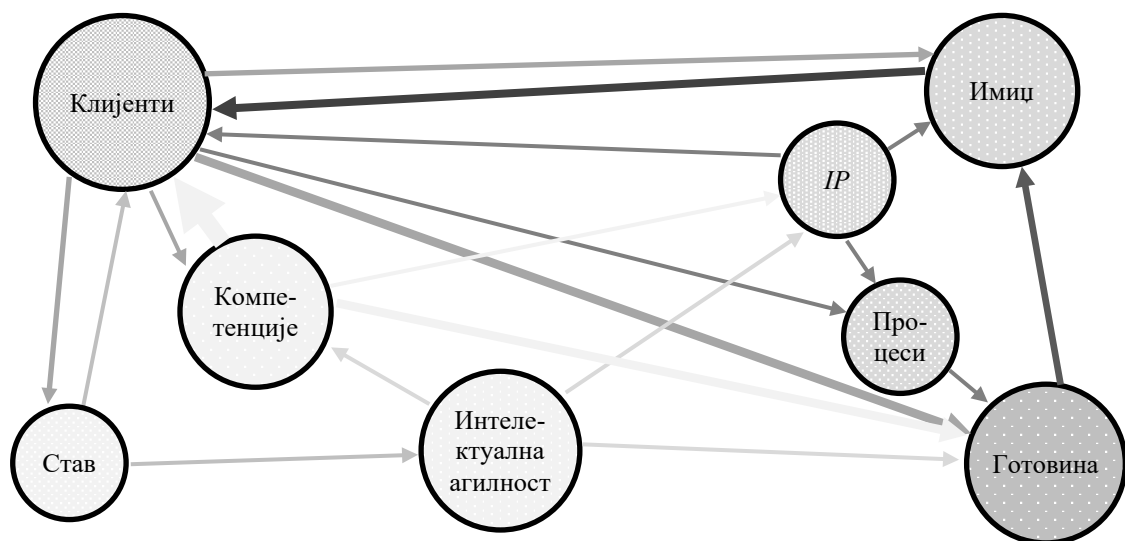 Клијенти
Имиџ
IP
Компе-
тенције
Про-
цеси
Интеле-
ктуална
агилност
Став
Готовина